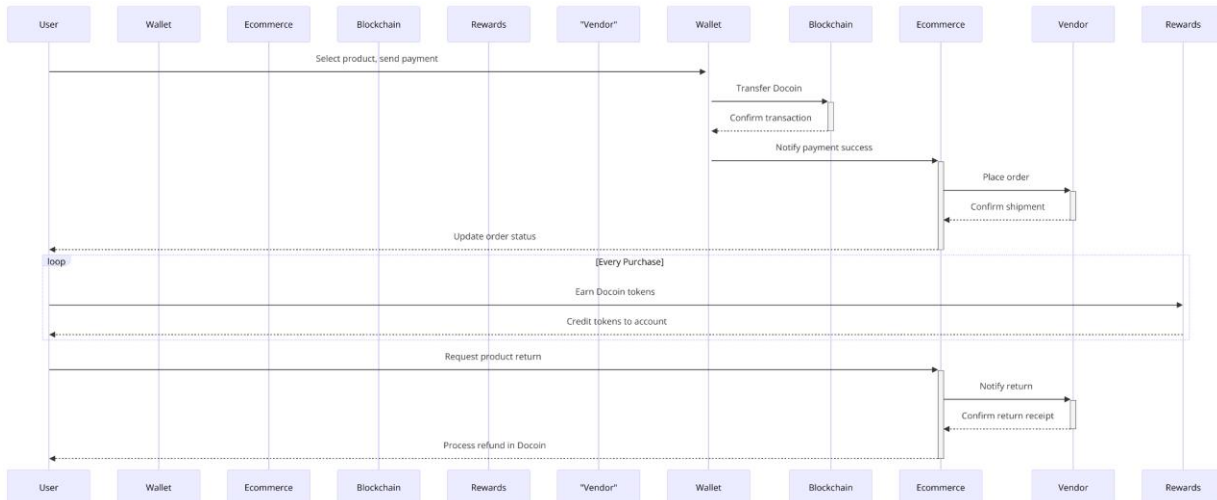 User Wallet Ecommerce Blockchain Rewards "Vendor" Wallet Blockchain Ecommerce Vendor Rewards
Select product, send payment
Transfer Docoin
Confirm transaction
Notify payment success
Place order
Confirm shipment
Update order status
loop [Every Purchase]
Earn Docoin tokens
Credit tokens to account
Request product return
Notify return
Confirm return receipt
Process refund in Docoin
User Wallet Ecommerce Blockchain Rewards "Vendor" Wallet Blockchain Ecommerce Vendor Rewards